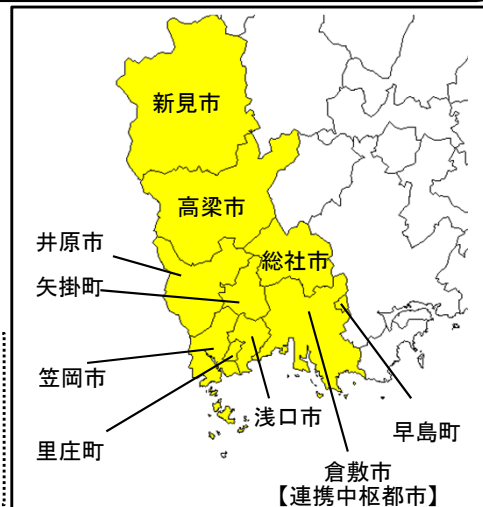 新見市
高梁市
井原市
総社市
矢掛町
笠岡市
浅口市
早島町
里庄町
倉敷市
【連携中枢都市】